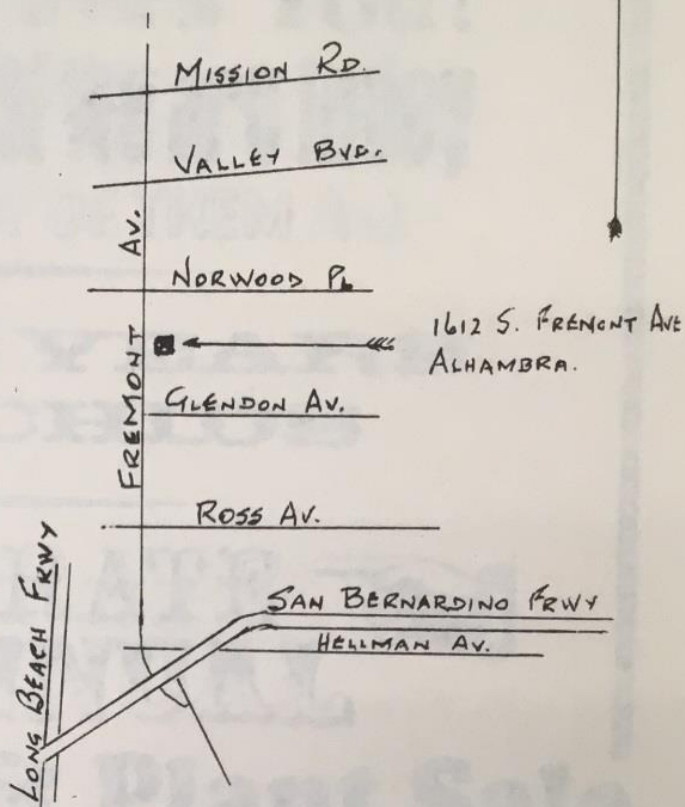 MISSION RD.
VALLEY BVD.
FREMONT AV.
NORWOOD PL
1612 S. FREMONT AVE
ALHAMBRA.
GLENDON AV.
ROSS AV.
LONG BEACH FRWY
SAN BERNARDINO FRWY
HELLMAN AV.